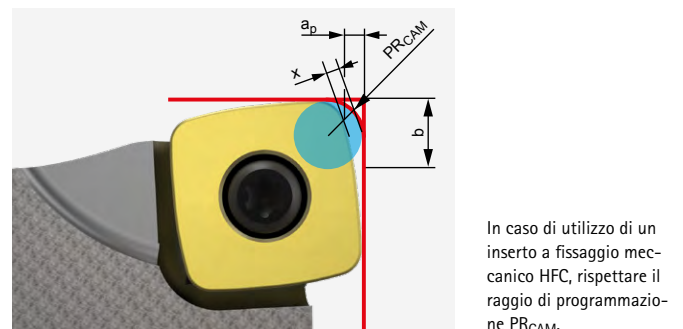 aₚ
PR_CAM
x
b
In caso di utilizzo di un
inserto a fissaggio mec-
canico HFC, rispettare il
raggio di programmazio-
ne PR_CAM.